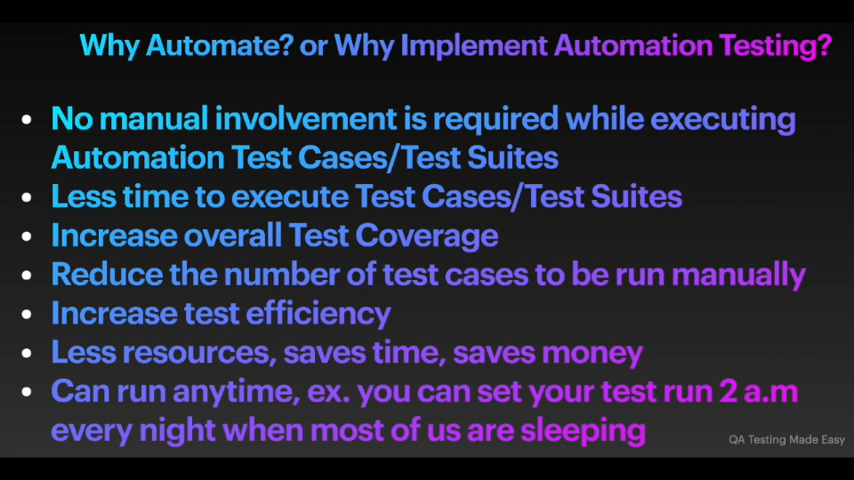 Why Automate? or Why Implement Automation Testing?
• No manual involvement is required while executing
Automation Test Cases/Test Suites
• Less time to execute Test Cases/Test Suites
• Increase overall Test Coverage
• Reduce the number of test cases to be run manually
• Increase test efficiency
• Less resources, saves time, saves money
• Can run anytime, ex. you can set your test run 2 a.m
every night when most of us are sleeping
QA Testing Made Easy